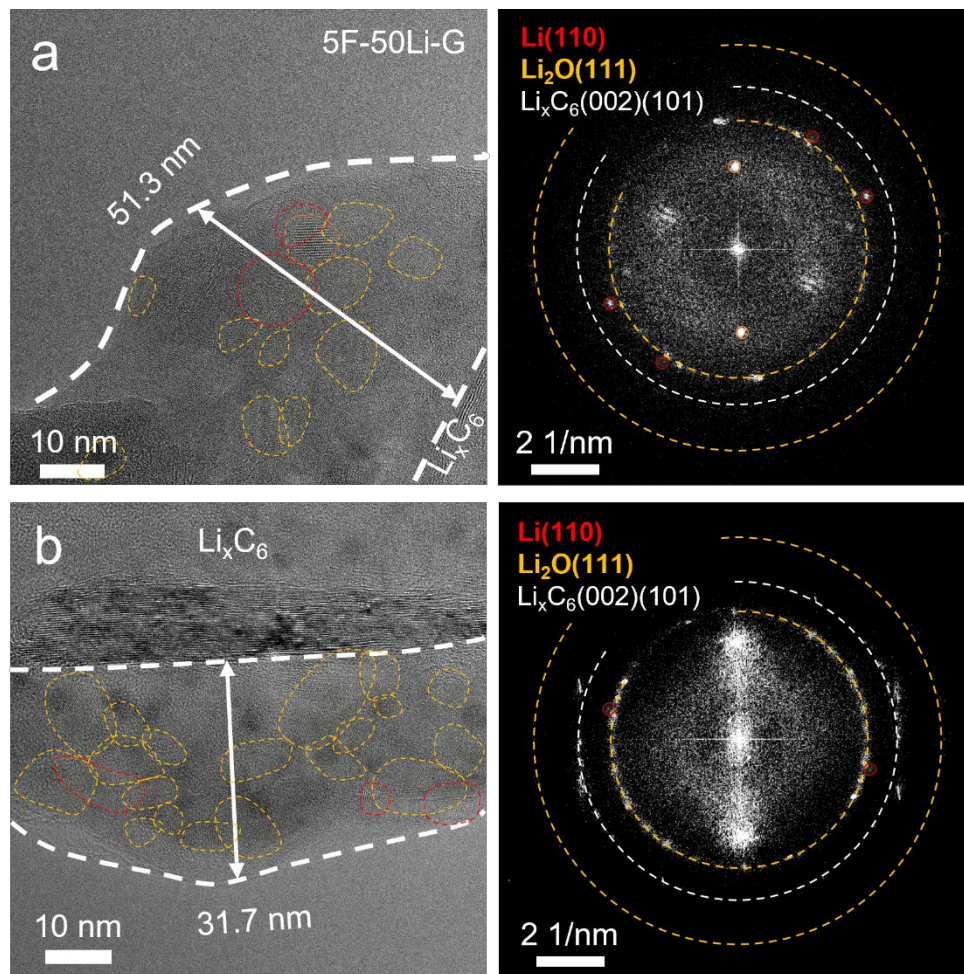 a
5F-50Li-G
51.3 nm
LiₓC₆
10 nm
Li(110)
Li₂O(111)
LiₓC₆(002)(101)
2 1/nm
b
LiₓC₆
31.7 nm
10 nm
Li(110)
Li₂O(111)
LiₓC₆(002)(101)
2 1/nm